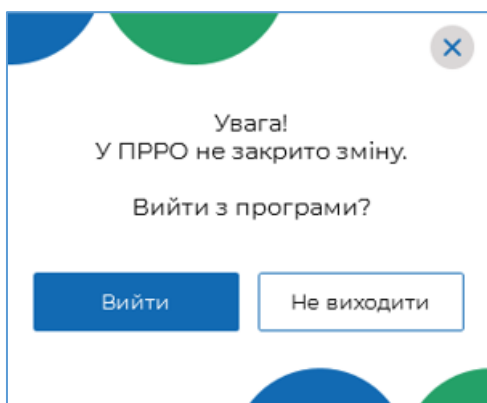 Увага!
У ПРРО не закрито зміну.
Вийти з програми?
Вийти
Не виходити